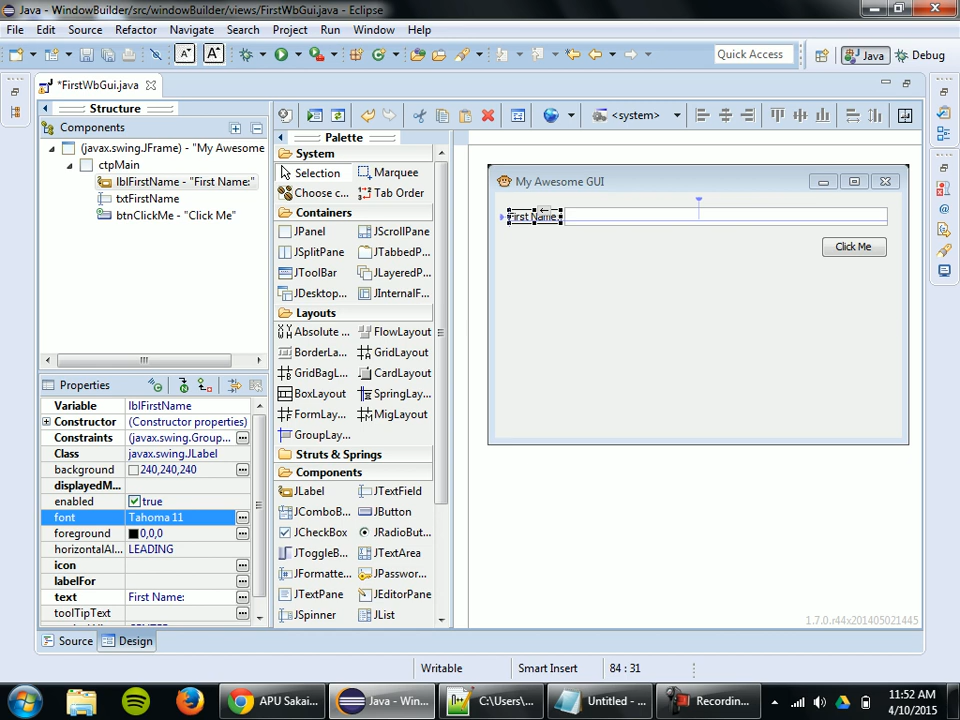 Java - WindowBuilder/src/windowBuilder/views/FirstWbGui.java - Eclipse
File Edit Source Refactor Navigate Search Project Run Window Help
A A Quick Access Java Debug
*FirstWbGui.java
Structure
Components
(javax.swing.JFrame) - "My Awesome
ctpMain
lblFirstName - "First Name:"
txtFirstName
btnClickMe - "Click Me"
<system>
Palette
System
Selection Marquee
Choose c... Tab Order
Containers
JPanel JScrollPane
JSplitPane JTabbedP...
JToolBar JLayeredP...
JDesktop... JInternalF...
Layouts
Absolute ... FlowLayout
BorderLa... GridLayout
GridBagL... CardLayout
BoxLayout SpringLay...
FormLay... MigLayout
GroupLay...
Struts & Springs
Components
JLabel JTextField
JComboB... JButton
JCheckBox JRadioBut...
JToggleB... JTextArea
JFormatte... JPasswor...
JTextPane JEditorPane
JSpinner JList
My Awesome GUI
First Name:
Click Me
1.7.0.r44x201405021445
Properties
Variable lblFirstName
Constructor (Constructor properties)
Constraints (javax.swing.Group...
Class javax.swing.JLabel
background 240,240,240
displayedM...
enabled true
font Tahoma 11
foreground 0,0,0
horizontalAl... LEADING
icon
labelFor
text First Name:
toolTipText
Source Design
Writable Smart Insert 84 : 31
APU Sakai... Java - Win... C:\Users\... Untitled - ... Recordin...
11:52 AM
4/10/2015